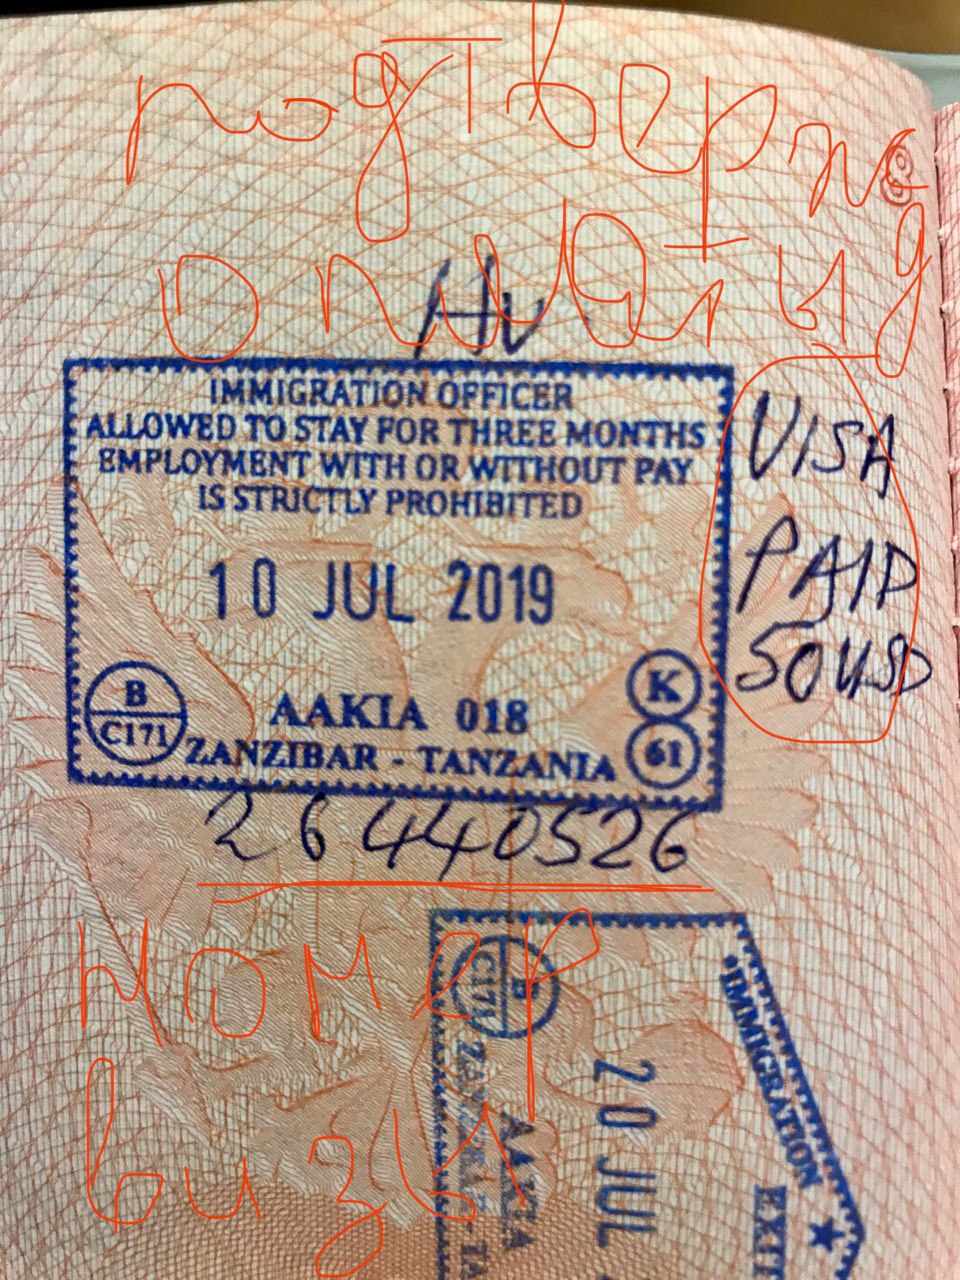 подтверже
оплаты
Av
IMMIGRATION OFFICER
ALLOWED TO STAY FOR THREE MONTHS
EMPLOYMENT WITH OR WITHOUT PAY
IS STRICTLY PROHIBITED
10 JUL 2019
B
C171
AAKIA 018
ZANZIBAR - TANZANIA
K
61
VISA
PAID
50USD
26440526
номер
визы
IMMIGRATION
EXIT
20 JUL
AAKIA
B
C171